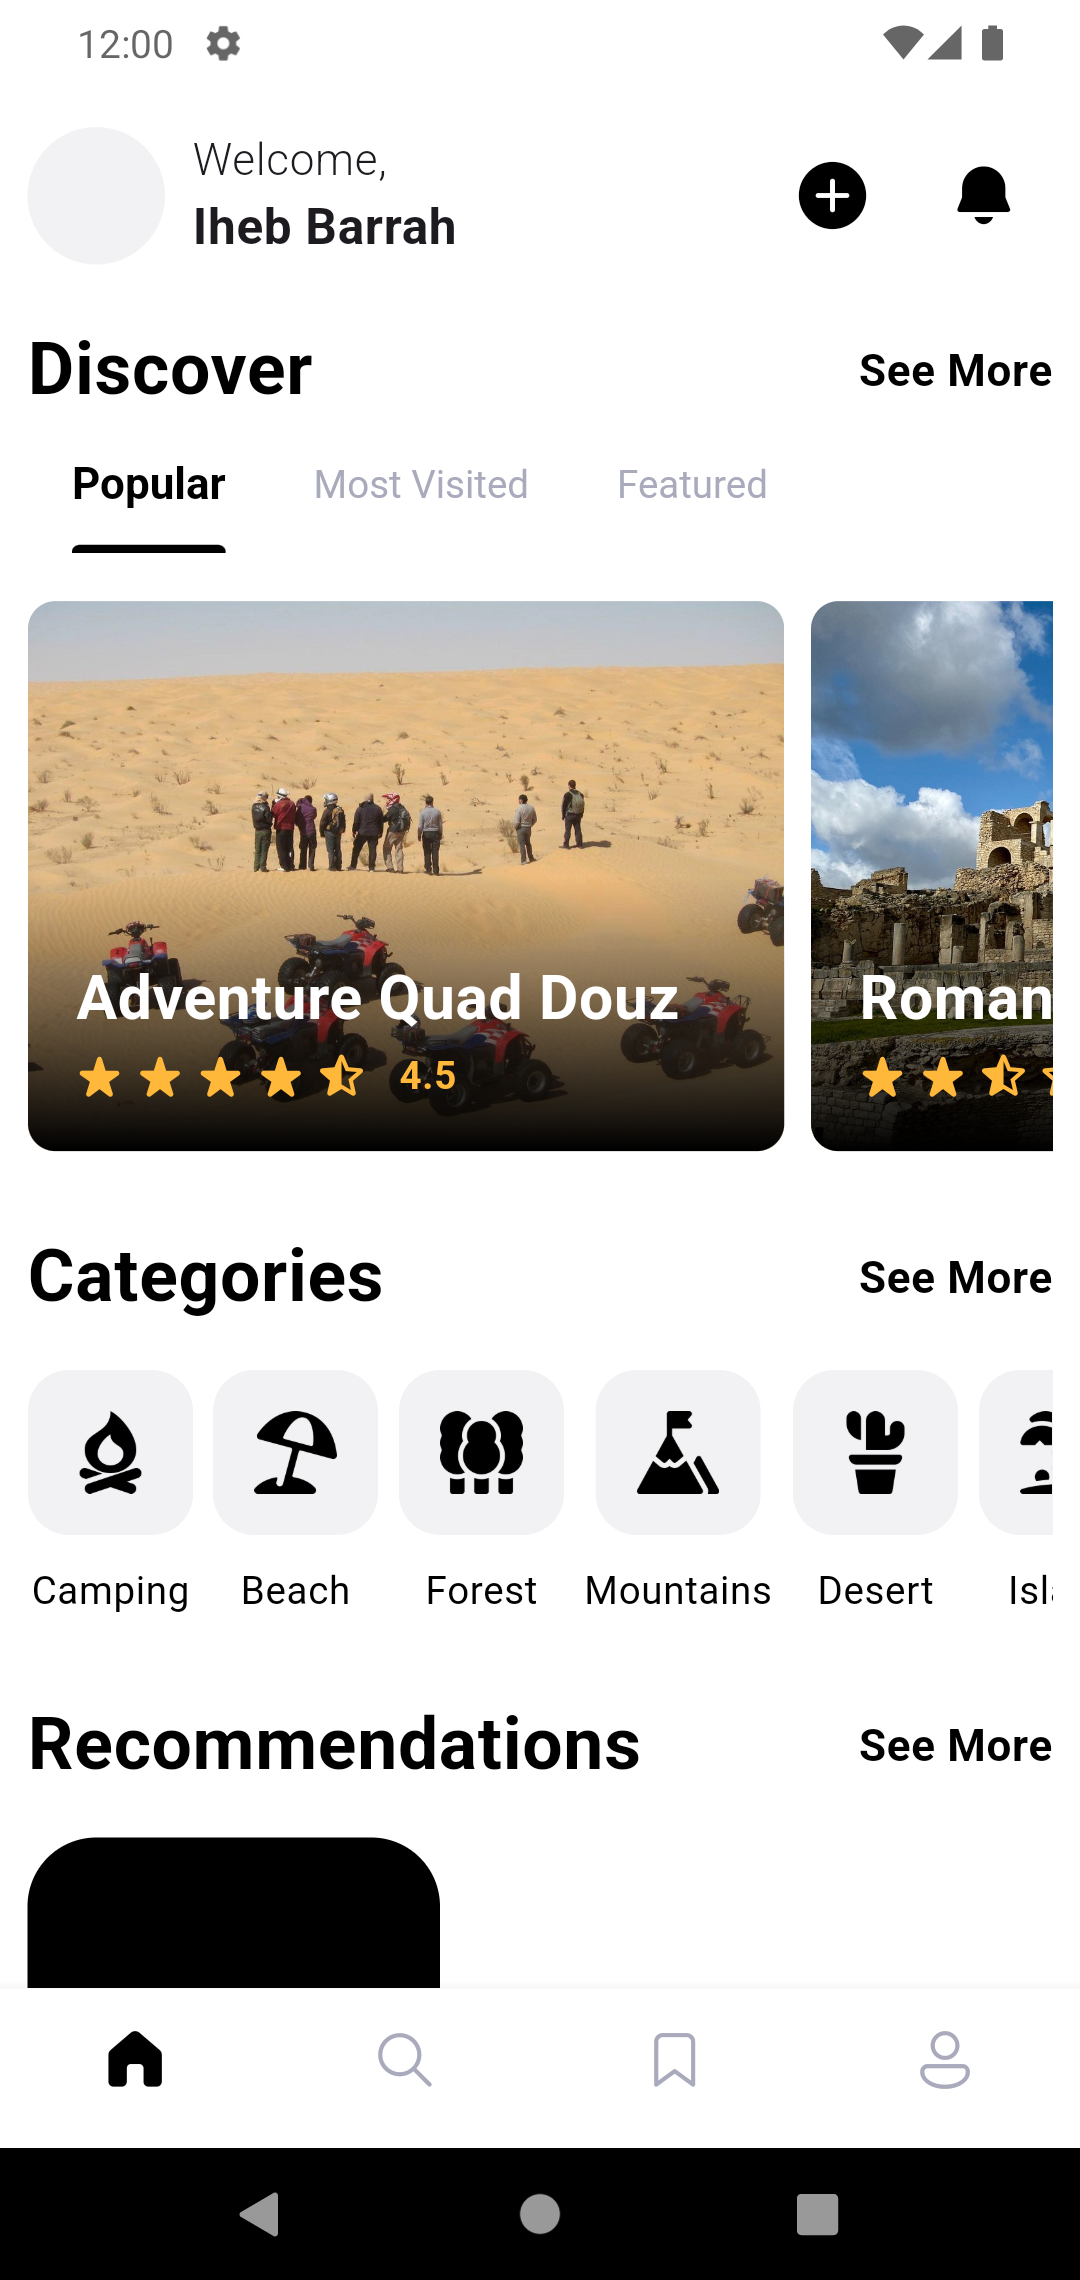 12:00
Welcome,
Iheb Barrah
Discover
See More
Popular
Most Visited
Featured
Adventure Quad Douz
4.5
Roman
Categories
See More
Camping
Beach
Forest
Mountains
Desert
Recommendations
See More